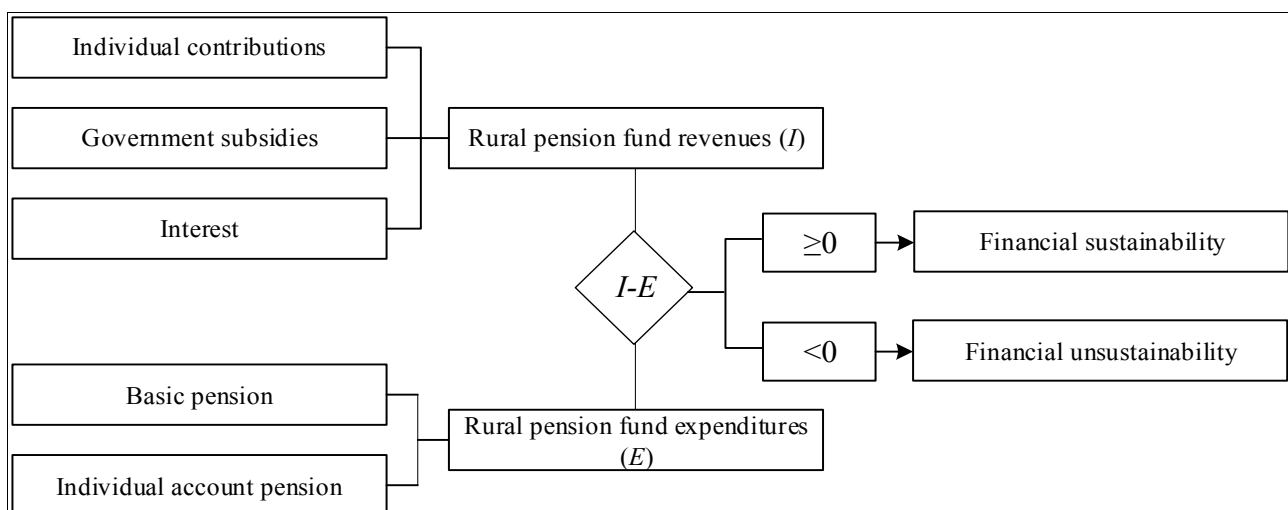 Individual contributions
Government subsidies
Interest
Rural pension fund revenues (I)
I-E
≥0
Financial sustainability
<0
Financial unsustainability
Basic pension
Individual account pension
Rural pension fund expenditures
(E)